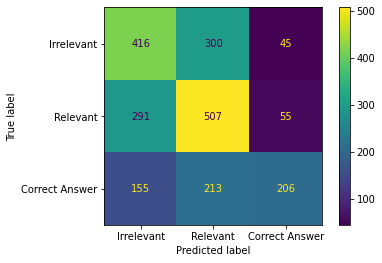 Irrelevant 416 300 45
Relevant 291 507 55
Correct Answer 155 213 206
Irrelevant Relevant Correct Answer
Predicted label
True label
500
400
300
200
100